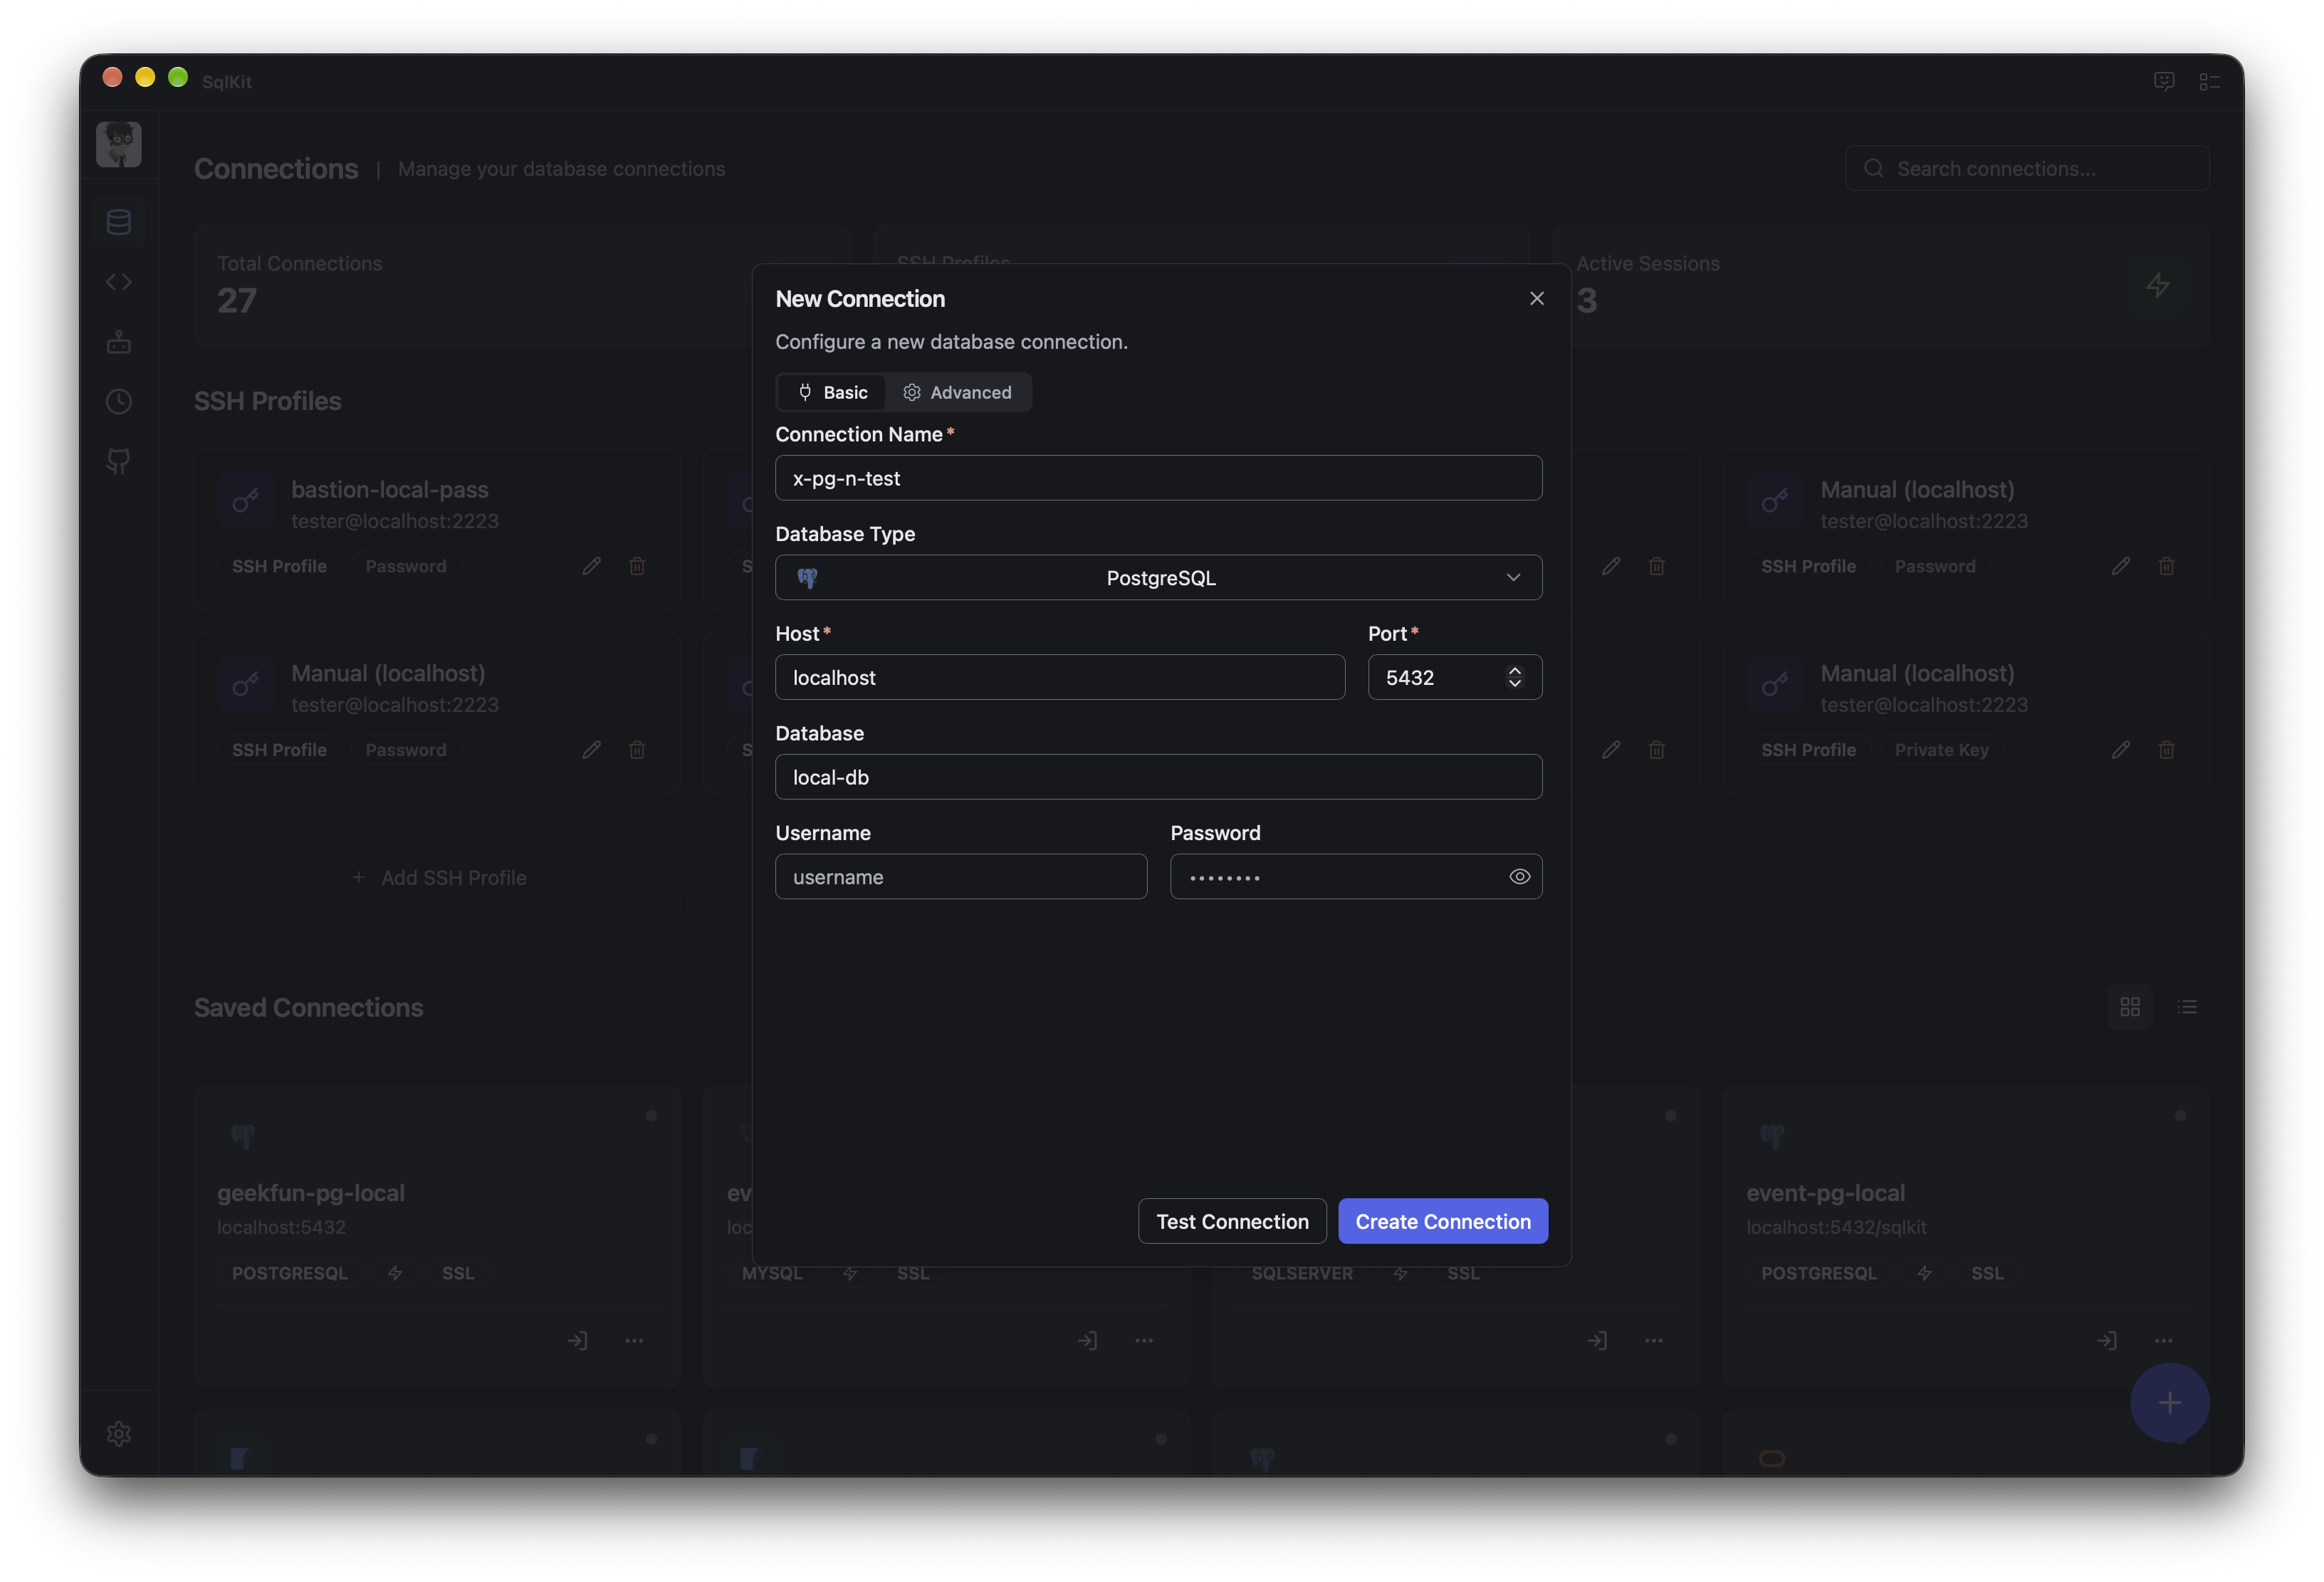 SqlKit
Connections | Manage your database connections
Search connections...
Total Connections
27
SSH Profiles
Active Sessions
3
SSH Profiles
bastion-local-pass
tester@localhost:2223
SSH Profile Password
Manual (localhost)
tester@localhost:2223
SSH Profile Password
Manual (localhost)
tester@localhost:2223
SSH Profile Password
Manual (localhost)
tester@localhost:2223
SSH Profile Private Key
+ Add SSH Profile
New Connection
Configure a new database connection.
Basic Advanced
Connection Name*
x-pg-n-test
Database Type
PostgreSQL
Host* Port*
localhost 5432
Database
local-db
Username Password
username ••••••••
Test Connection Create Connection
Saved Connections
geekfun-pg-local
localhost:5432
POSTGRESQL SSL
ev
loc
MYSQL SSL
SQLSERVER SSL
event-pg-local
localhost:5432/sqlkit
POSTGRESQL SSL